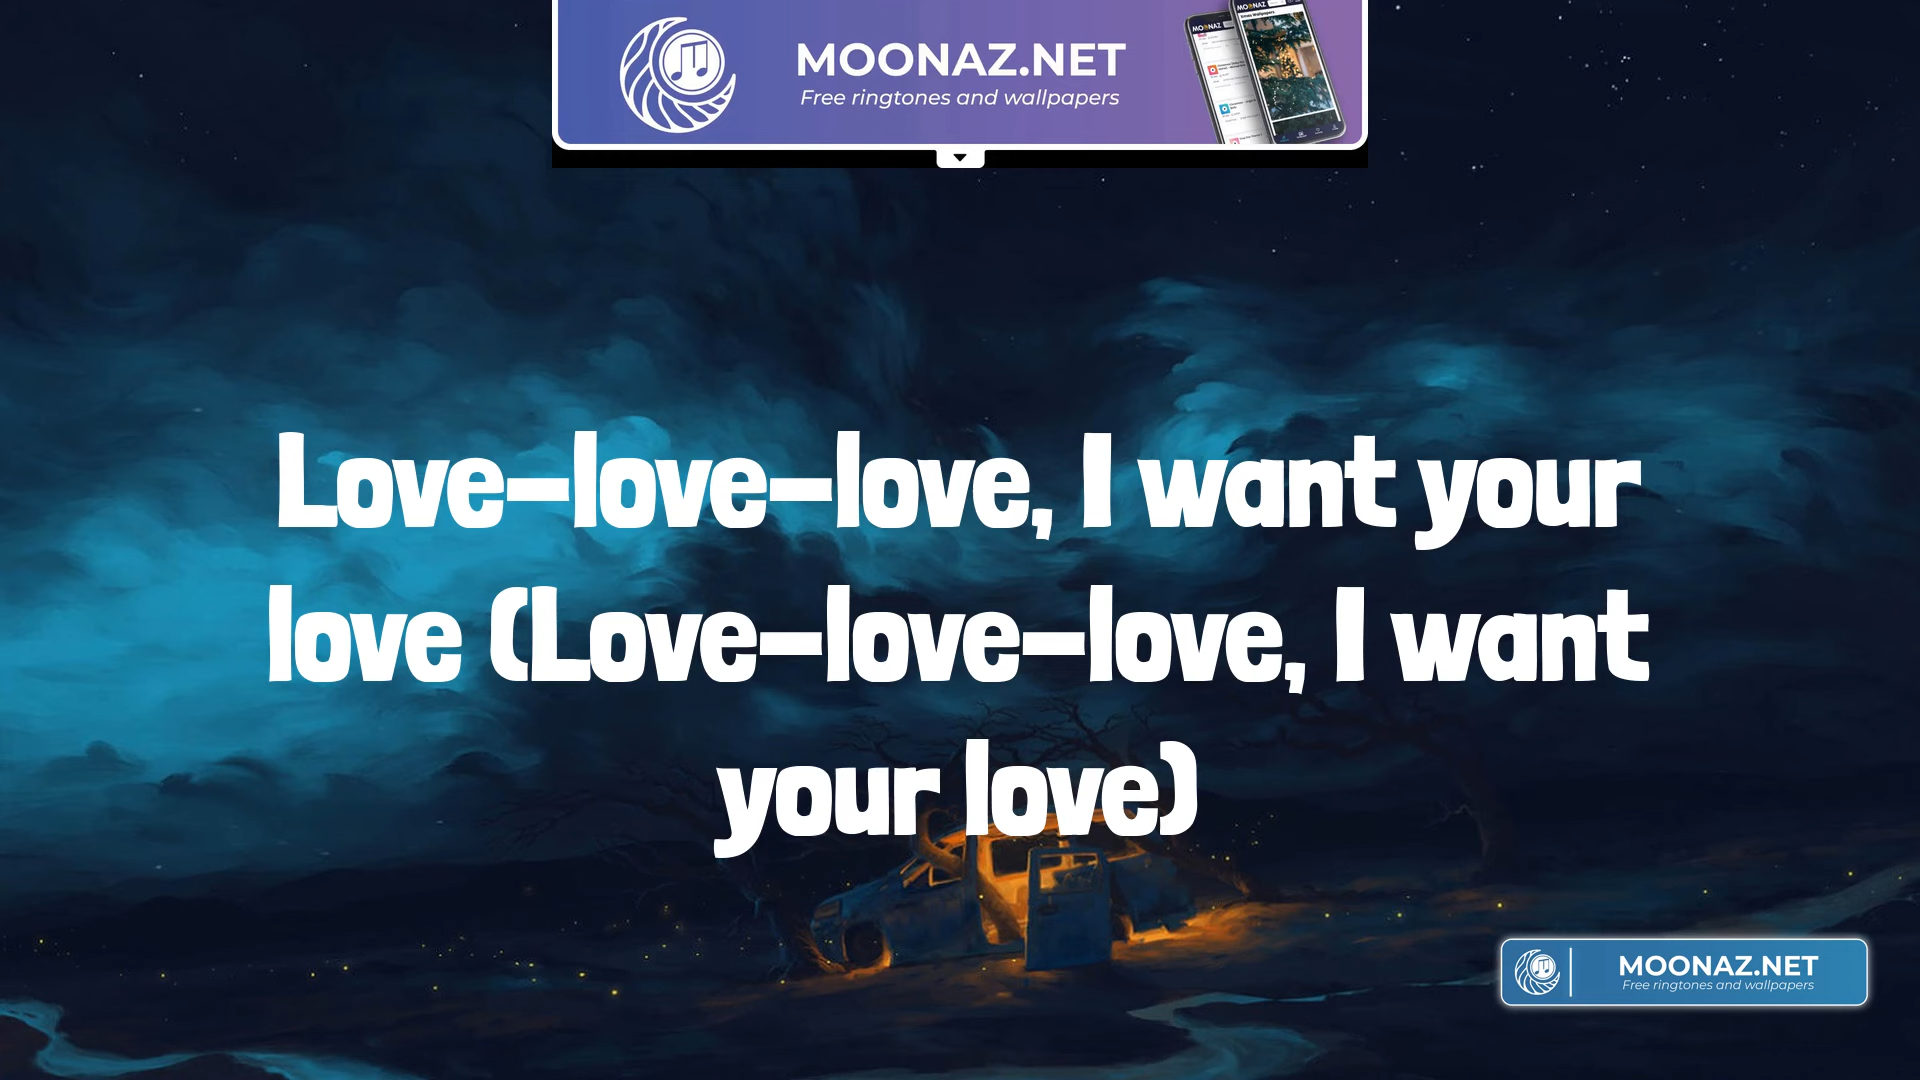 MOONAZ.NET
Free ringtones and wallpapers
Love-love-love, I want your
love (Love-love-love, I want
your love)
MOONAZ.NET
Free ringtones and wallpapers